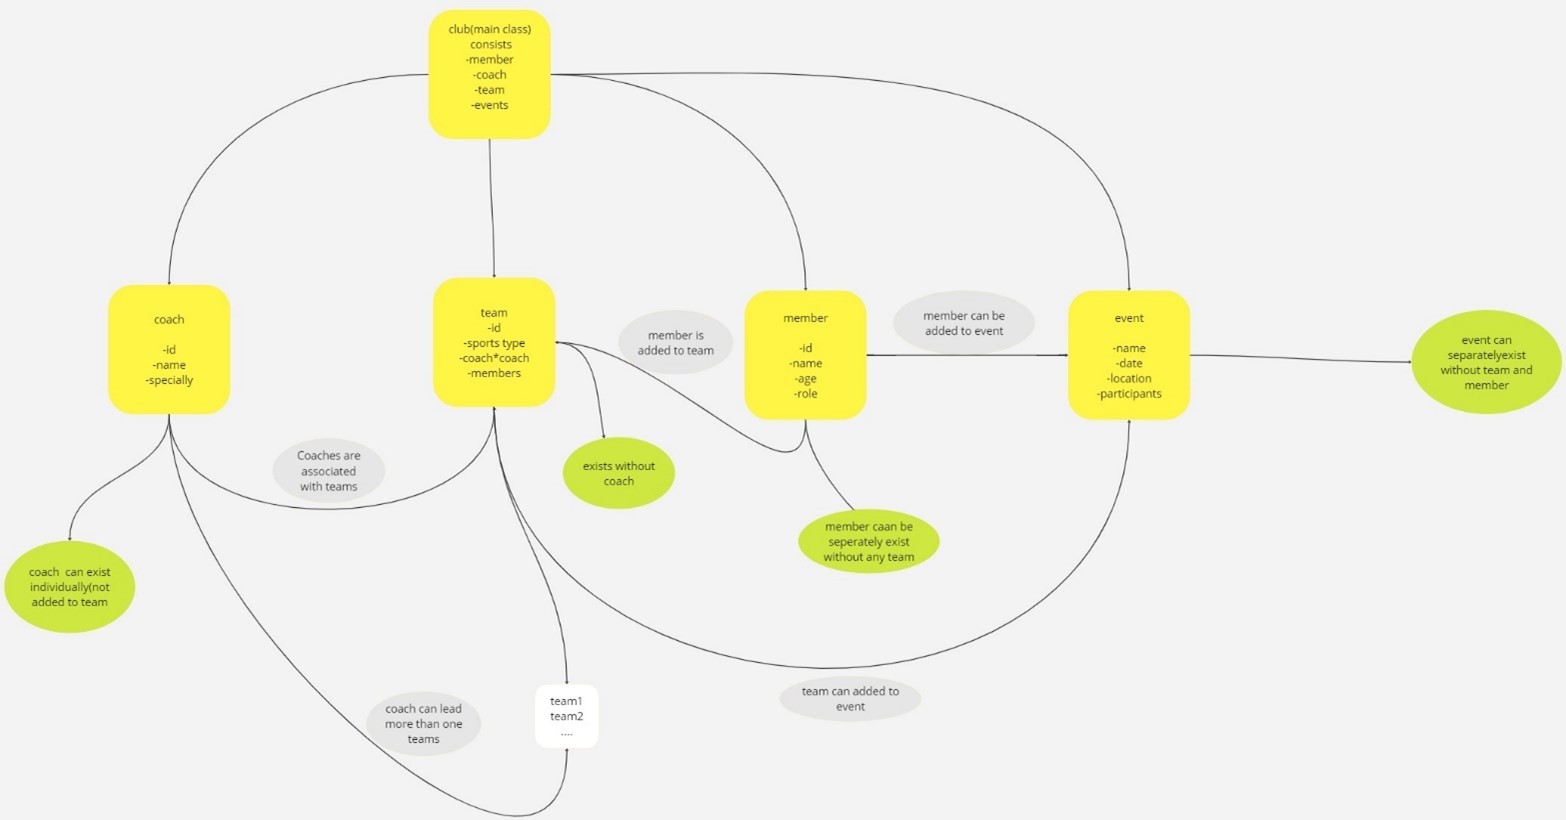 club(main class)
consists
-member
-coach
-team
-events
coach
-id
-name
-specially
team
-id
-sports type
-coach*coach
-members
member is
added to team
member
-id
-name
-age
-role
member can be
added to event
event
-name
-date
-location
-participants
event can
separatelyexist
without team and
member
Coaches are
associated
with teams
exists without
coach
member caan be
seperately exist
without any team
coach  can exist
individually(not
added to team
coach can lead
more than one
teams
team1
team2
....
team can added to
event